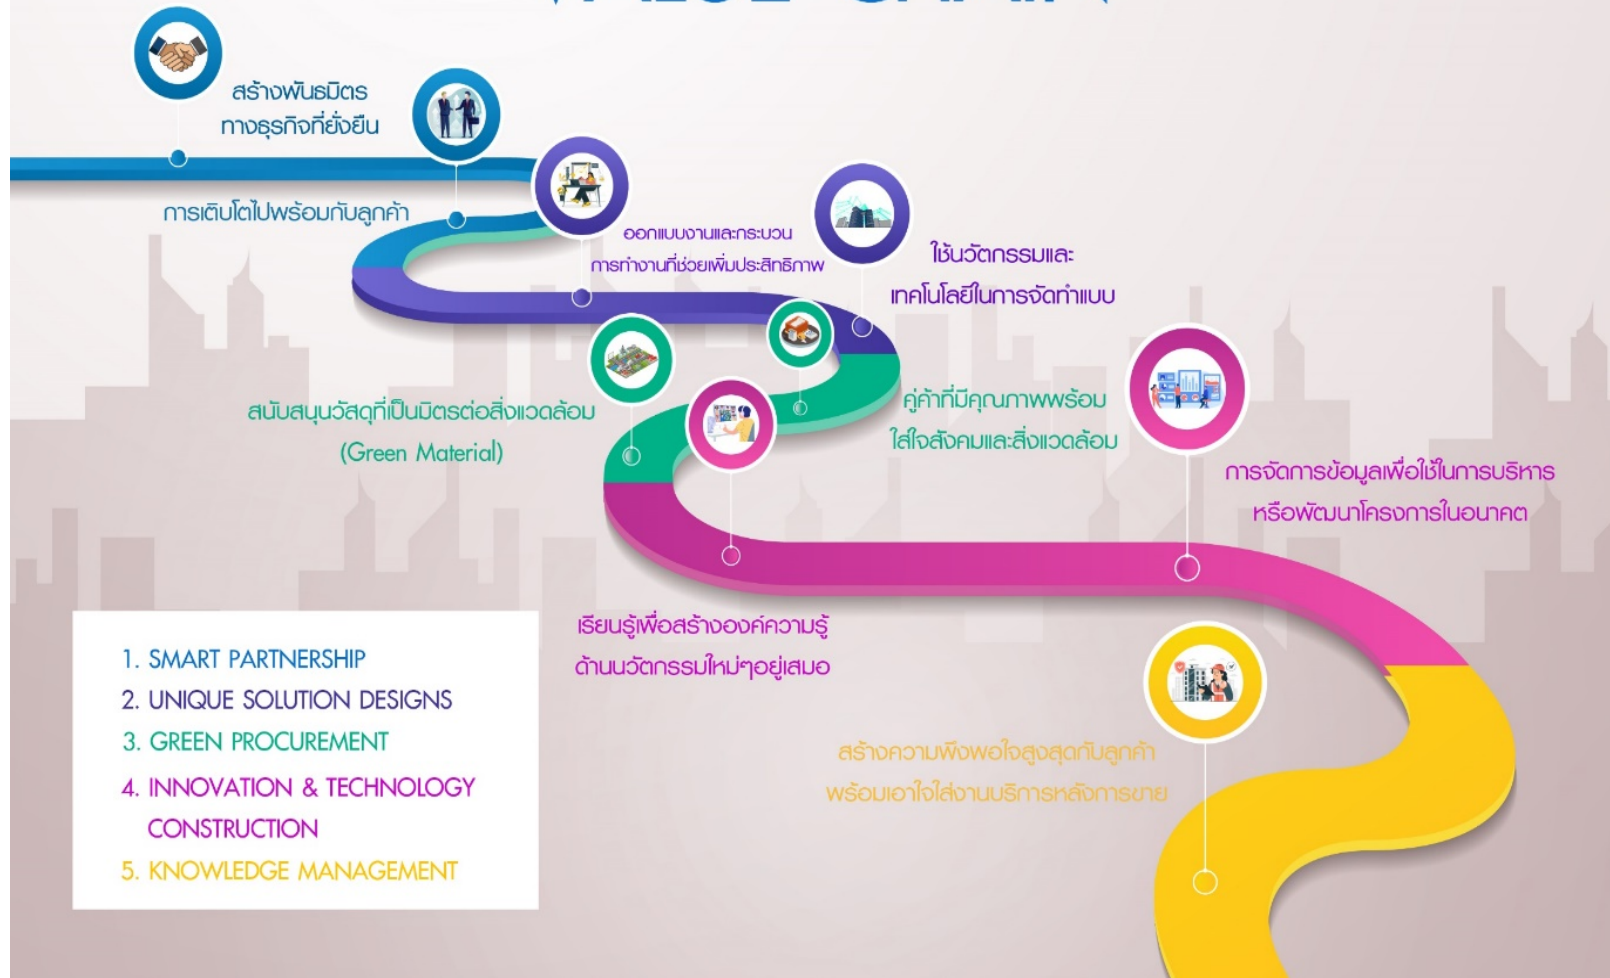 VALUE CHAIN
สร้างพันธมิตร
ทางธุรกิจที่ยั่งยืน
การเติบโตไปพร้อมกับลูกค้า
ออกแบบงานและกระบวน
การทำงานที่ช่วยเพิ่มประสิทธิภาพ
ใช้นวัตกรรมและ
เทคโนโลยีในการจัดทำแบบ
สนับสนุนวัสดุที่เป็นมิตรต่อสิ่งแวดล้อม
(Green Material)
คู่ค้าที่มีคุณภาพพร้อม
ใส่ใจสังคมและสิ่งแวดล้อม
การจัดการข้อมูลเพื่อใช้ในการบริหาร
หรือพัฒนาโครงการในอนาคต
เรียนรู้เพื่อสร้างองค์ความรู้
ด้านนวัตกรรมใหม่ๆอยู่เสมอ
สร้างความพึงพอใจสูงสุดกับลูกค้า
พร้อมเอาใจใส่งานบริการหลังการขาย
1. SMART PARTNERSHIP
2. UNIQUE SOLUTION DESIGNS
3. GREEN PROCUREMENT
4. INNOVATION & TECHNOLOGY
CONSTRUCTION
5. KNOWLEDGE MANAGEMENT